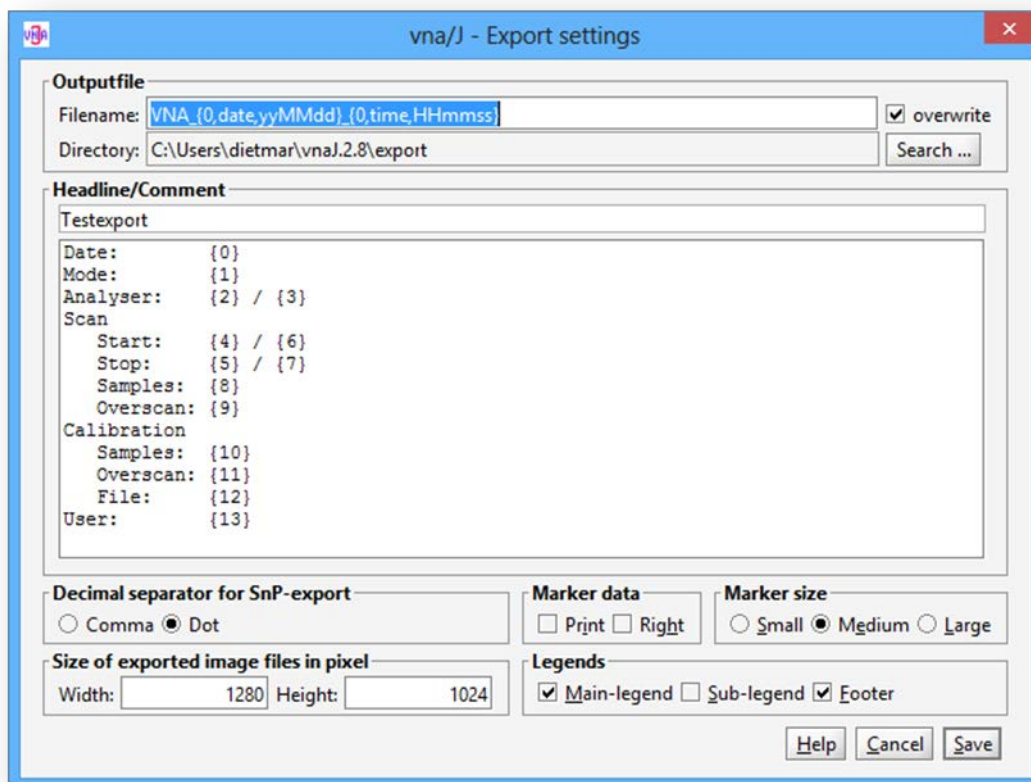 vna/J - Export settings
Outputfile
Filename: VNA_{0,date,yyMMdd}_{0,time,HHmmss} overwrite
Directory: C:\Users\dietmar\vnaJ.2.8\export Search ...
Headline/Comment
Testexport
Date: {0}
Mode: {1}
Analyser: {2} / {3}
Scan
Start: {4} / {6}
Stop: {5} / {7}
Samples: {8}
Overscan: {9}
Calibration
Samples: {10}
Overscan: {11}
File: {12}
User: {13}
Decimal separator for SnP-export
Comma Dot
Marker data
Print Right
Marker size
Small Medium Large
Size of exported image files in pixel
Width: 1280 Height: 1024
Legends
Main-legend Sub-legend Footer
Help Cancel Save